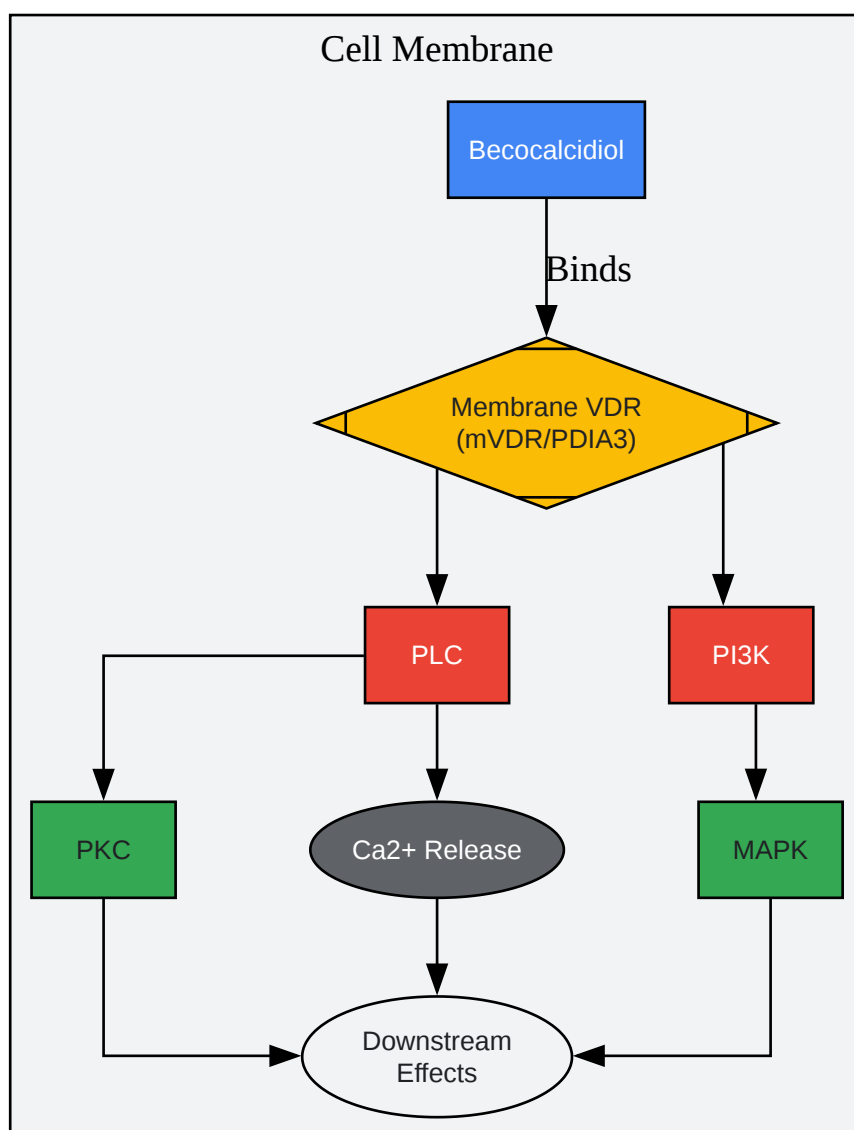 Cell Membrane
Becocalcidiol
Binds
Membrane VDR
(mVDR/PDIA3)
PLC
PI3K
PKC
Ca2+ Release
MAPK
Downstream
Effects